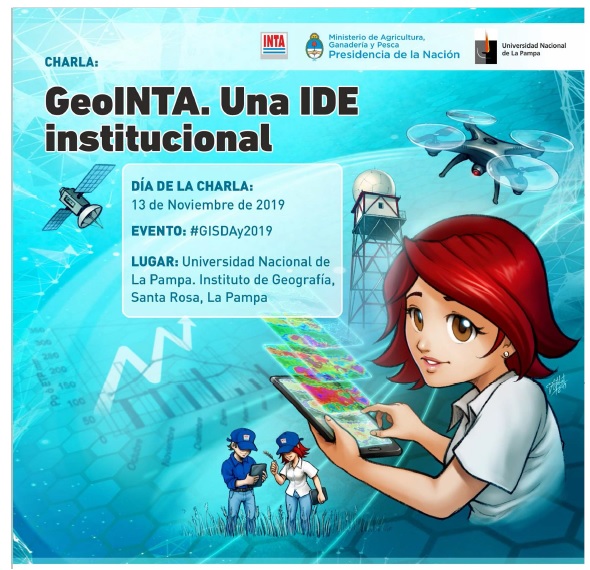 INTA
Ministerio de Agricultura,
Ganadería y Pesca
Presidencia de la Nación
Universidad Nacional
de La Pampa
CHARLA:
GeoINTA. Una IDE
institucional
DÍA DE LA CHARLA:
13 de Noviembre de 2019
EVENTO: #GISDAy2019
LUGAR: Universidad Nacional de
La Pampa. Instituto de Geografía,
Santa Rosa, La Pampa